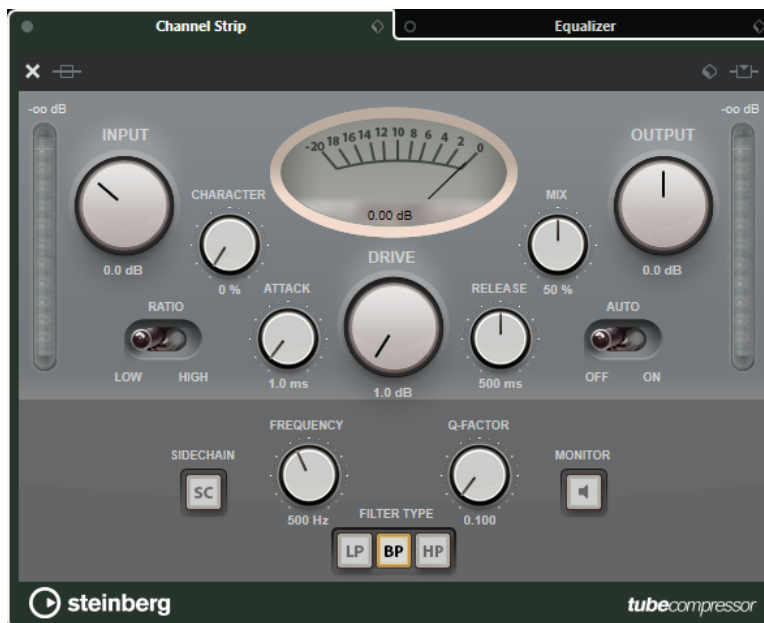 Channel Strip
Equalizer
-oo dB
-oo dB
INPUT
OUTPUT
-20 18 16 14 12 10 8 6 4 2 0
0.00 dB
CHARACTER
MIX
0.0 dB
0.0 dB
0 %
DRIVE
50 %
ATTACK
RELEASE
RATIO
AUTO
LOW HIGH
OFF ON
1.0 ms
1.0 dB
500 ms
FREQUENCY
Q-FACTOR
SIDECHAIN
MONITOR
SC
500 Hz
FILTER TYPE
0.100
LP BP HP
steinberg
tubecompressor